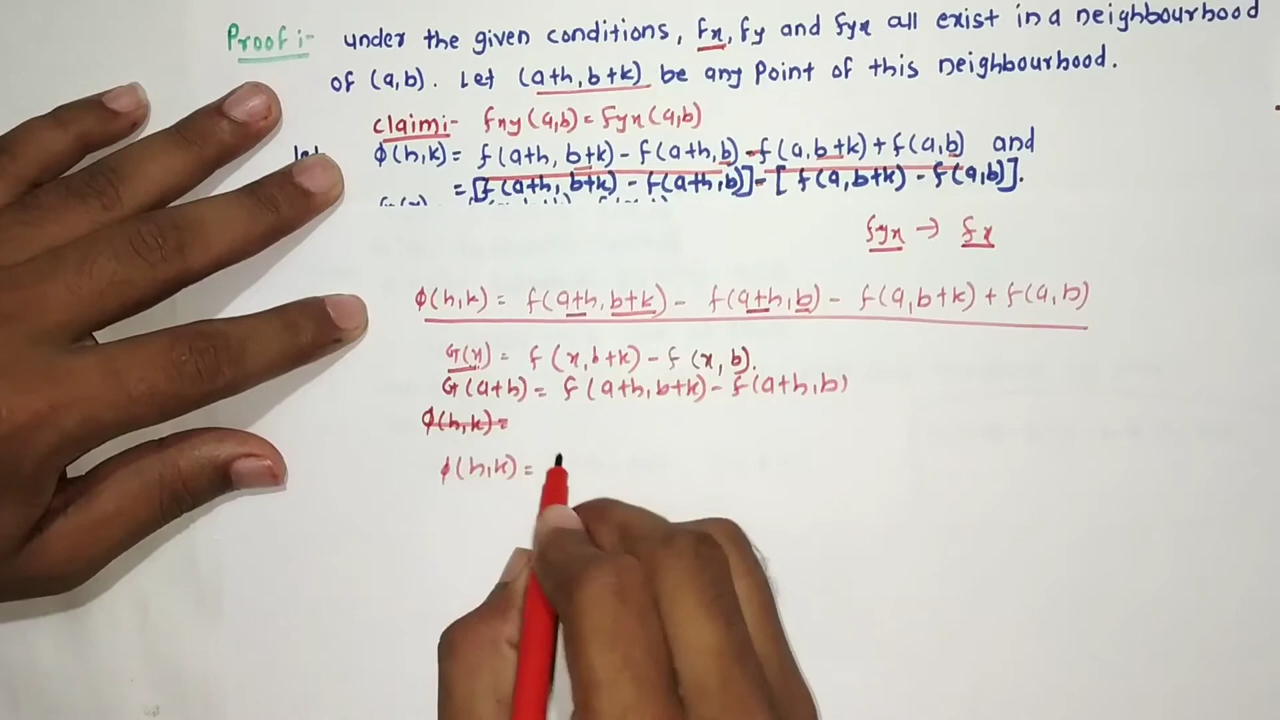 Proof:- under the given conditions, fx, fy and fyx all exist in a neighbourhood
of (a,b). Let (a+h, b+k) be any Point of this neighbourhood.
claim:- fxy(a,b) = fyx(a,b)
let
Φ(h,k) = f(a+h, b+k) - f(a+h, b) - f(a, b+k) + f(a,b) and
= [f(a+h, b+k) - f(a+h,b)] - [f(a,b+k) - f(a,b)].
fyx → fx
Φ(h,k) = f(a+h, b+k) - f(a+h,b) - f(a,b+k) + f(a,b)
G(x) = f(x,b+k) - f(x,b).
G(a+h) = f(a+h,b+k) - f(a+h,b)
Φ(h,k) =
Φ(h,k) =